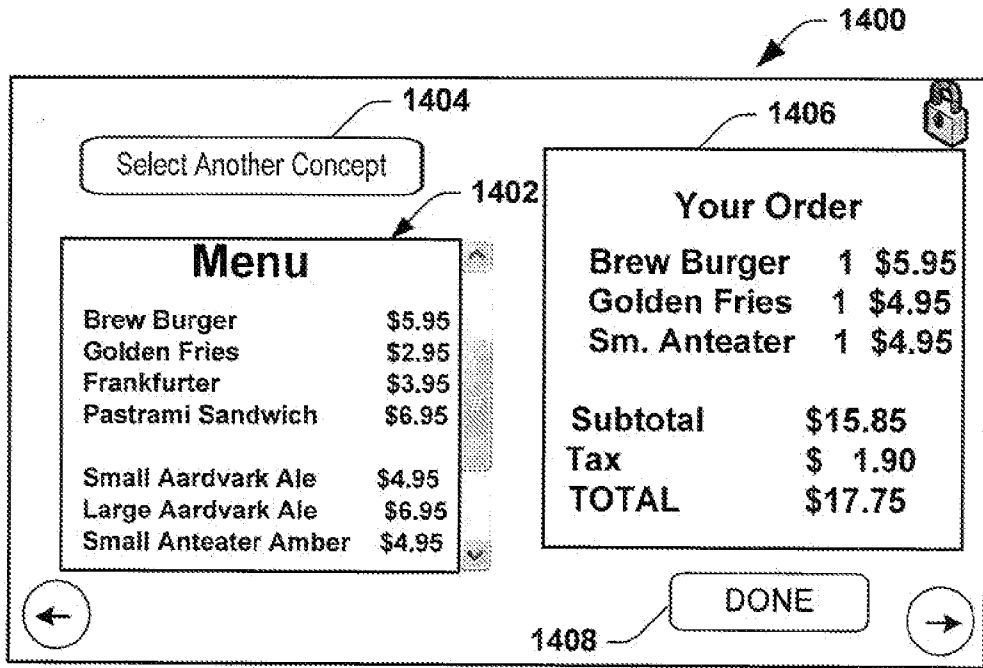 1400
1404
Select Another Concept
1402
Menu
Brew Burger $5.95
Golden Fries $2.95
Frankfurter $3.95
Pastrami Sandwich $6.95
Small Aardvark Ale $4.95
Large Aardvark Ale $6.95
Small Anteater Amber $4.95
1406
Your Order
Brew Burger 1 $5.95
Golden Fries 1 $4.95
Sm. Anteater 1 $4.95
Subtotal $15.85
Tax $ 1.90
TOTAL $17.75
DONE
1408